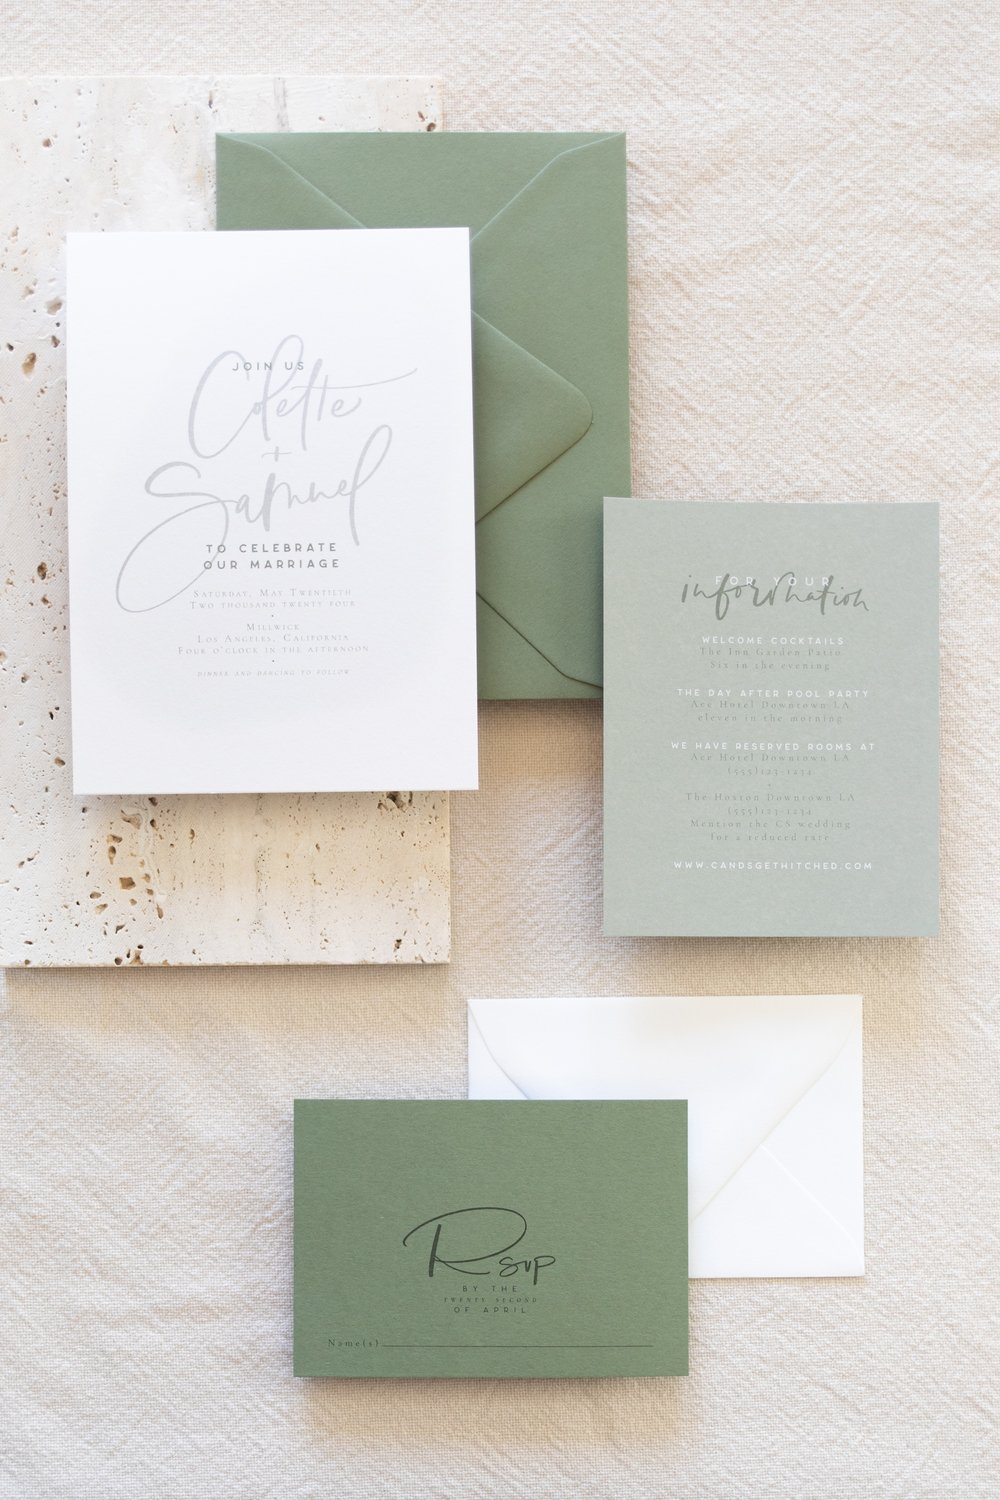 JOIN US
Colette
+
Samuel
TO CELEBRATE
OUR MARRIAGE
Saturday, May Twentieth
Two thousand twenty four
Millwick
Los Angeles, California
Four o'clock in the afternoon
DINNER AND DANCING TO FOLLOW
FOR YOUR
information
WELCOME COCKTAILS
The Inn Garden Patio
Six in the evening
THE DAY AFTER POOL PARTY
Ace Hotel Downtown LA
eleven in the morning
WE HAVE RESERVED ROOMS AT
Ace Hotel Downtown LA
(555)123-1234
The Hoxton Downtown LA
(555)123-1234
Mention the CS wedding
for a reduced rate
WWW.CANDSGETHITCHED.COM
Rsvp
BY THE
TWENTY SECOND
OF APRIL
Name(s)